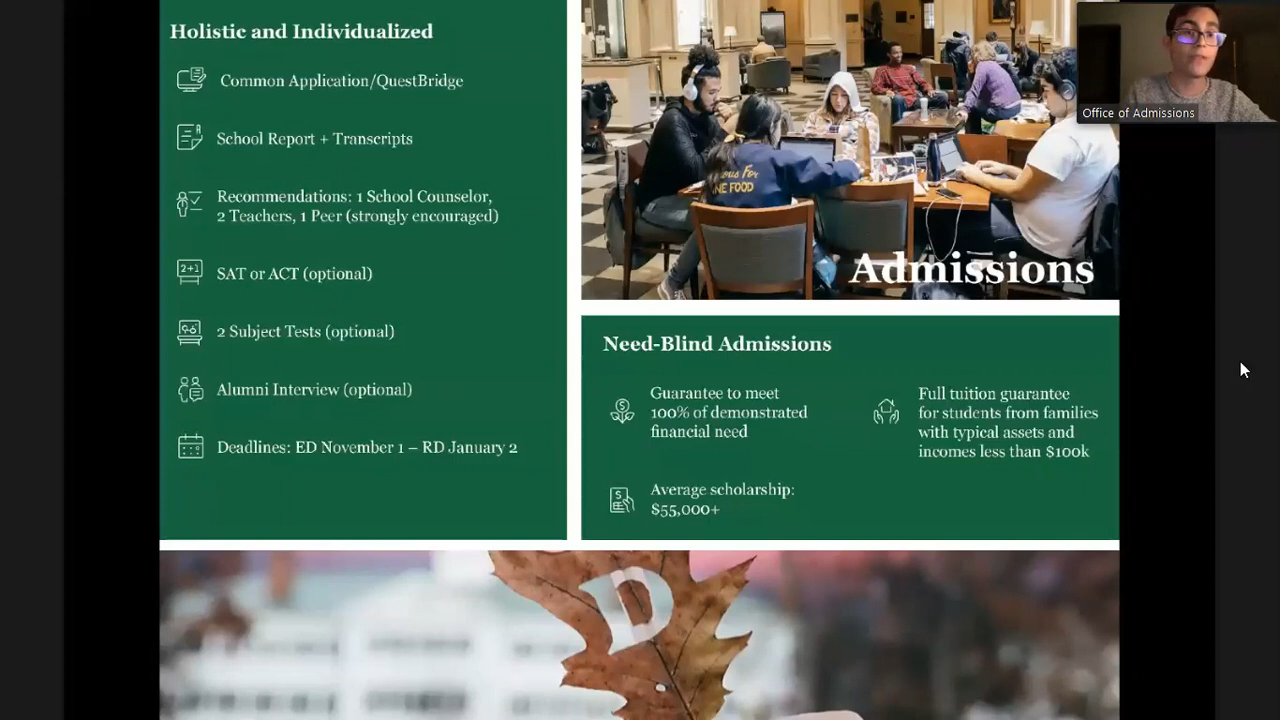 Holistic and Individualized
Common Application/QuestBridge
School Report + Transcripts
Recommendations: 1 School Counselor,
2 Teachers, 1 Peer (strongly encouraged)
2+1
SAT or ACT (optional)
2 Subject Tests (optional)
Alumni Interview (optional)
Deadlines: ED November 1 – RD January 2
FOOD
Admissions
Need-Blind Admissions
Guarantee to meet
100% of demonstrated
financial need
Full tuition guarantee
for students from families
with typical assets and
incomes less than $100k
Average scholarship:
$55,000+
Office of Admissions
D